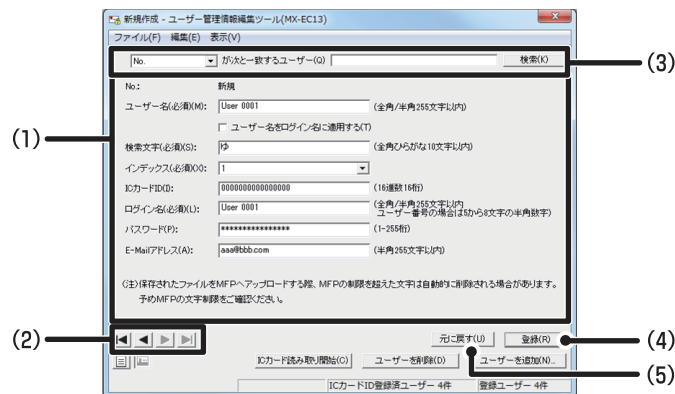 新規作成 - ユーザー管理情報編集ツール(MX-EC13)
ファイル(F) 編集(E) 表示(V)
No. が次と一致するユーザー(Q) 検索(K)
(3)
No.: 新規
ユーザー名(必須)(M): User 0001 (全角/半角255文字以内)
ユーザー名をログイン名に適用する(T)
(1)
検索文字(必須)(S): ゆ (全角ひらがな10文字以内)
インデックス(必須)(X): 1
ICカードID(I): 0000000000000000 (16進数16桁)
ログイン名(必須)(L): User 0001 (全角/半角255文字以内
ユーザー番号の場合は5から8文字の半角数字)
パスワード(P): **************** (1-255桁)
E-Mailアドレス(A): aaa@bbb.com (半角255文字以内)
(注)保存されたファイルをMFPへアップロードする際、MFPの制限を超えた文字は自動的に削除される場合があります。
予めMFPの文字制限をご確認ください。
(2)
元に戻す(U) 登録(R)
(4)
ICカード読み取り開始(C) ユーザーを削除(D) ユーザーを追加(N)...
(5)
ICカードID登録済ユーザー 4件 登録ユーザー 4件